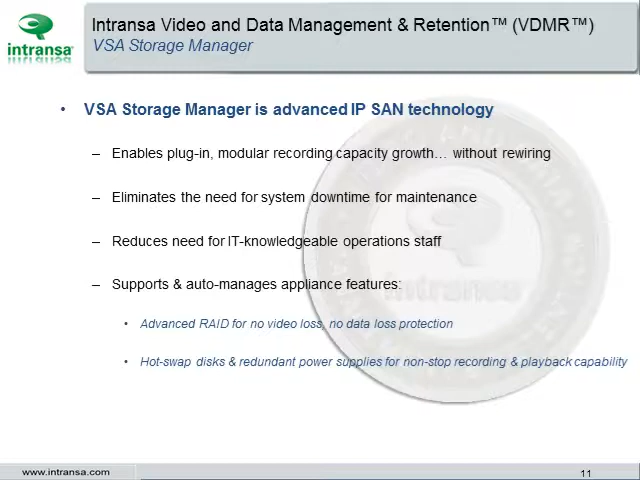 Intransa Video and Data Management & Retention™ (VDMR™)
VSA Storage Manager
intransa®
• VSA Storage Manager is advanced IP SAN technology
– Enables plug-in, modular recording capacity growth… without rewiring
– Eliminates the need for system downtime for maintenance
– Reduces need for IT-knowledgeable operations staff
– Supports & auto-manages appliance features:
• Advanced RAID for no video loss, no data loss protection
• Hot-swap disks & redundant power supplies for non-stop recording & playback capability
intransa
www.intransa.com
11